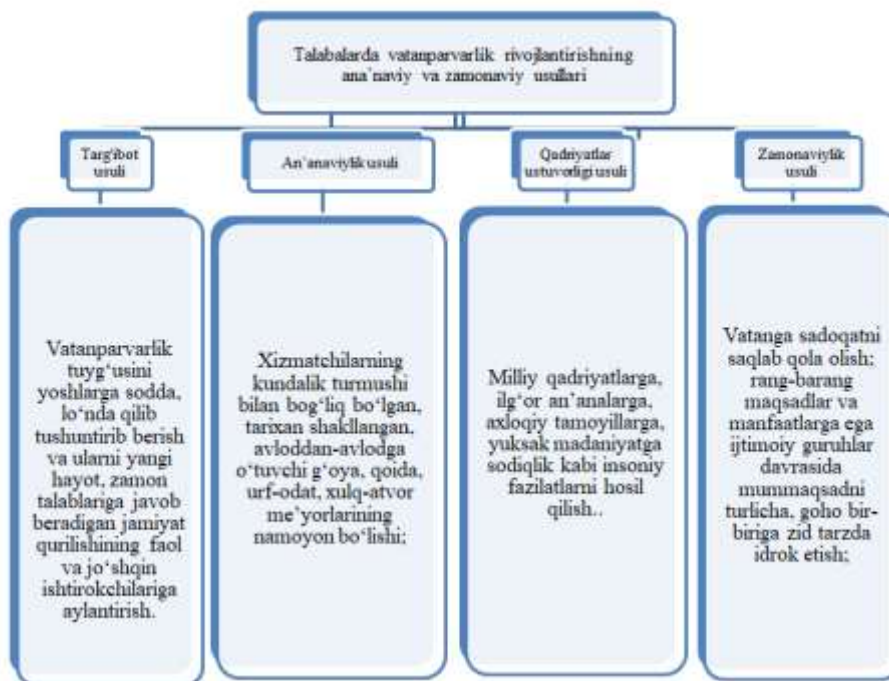 Talabalarda vatanparvarlik rivojlantirishning
ana'naviy va zamonaviy usullari
Targ'ibot
usuli
An'anaviylik usuli
Qadriyatlar
ustuvorligi usuli
Zamonaviylik
usuli
Vatanparvarlik
tuyg‘usini
yoshlarga sodda,
lo‘nda qilib
tushuntirib berish
va ularni yangi
hayot, zamon
talablariga javob
beradigan jamiyat
qurilishining faol
va jo‘shqin
ishtirokchilariga
aylantirish.
Xizmatchilarning
kundalik turmushi
bilan bog‘liq bo‘lgan,
tarixan shakllangan,
avloddan-avlodga
o‘tuvchi g‘oya, qoida,
urf-odat, xulq-atvor
me’yorlarining
namoyon bo‘lishi;
Milliy qadriyatlarga,
ilg‘or an’analarga,
axloqiy tamoyillarga,
yuksak madaniyatga
sodiqlik kabi insoniy
fazilatlarni hosil
qilish..
Vatanga sadoqatni
saqlab qola olish;
rang-barang
maqsadlar va
manfaatlarga ega
ijtimoiy guruhlar
davrasida
mummaqsadni
turlicha, goho bir-
biriga zid tarzda
idrok etish;